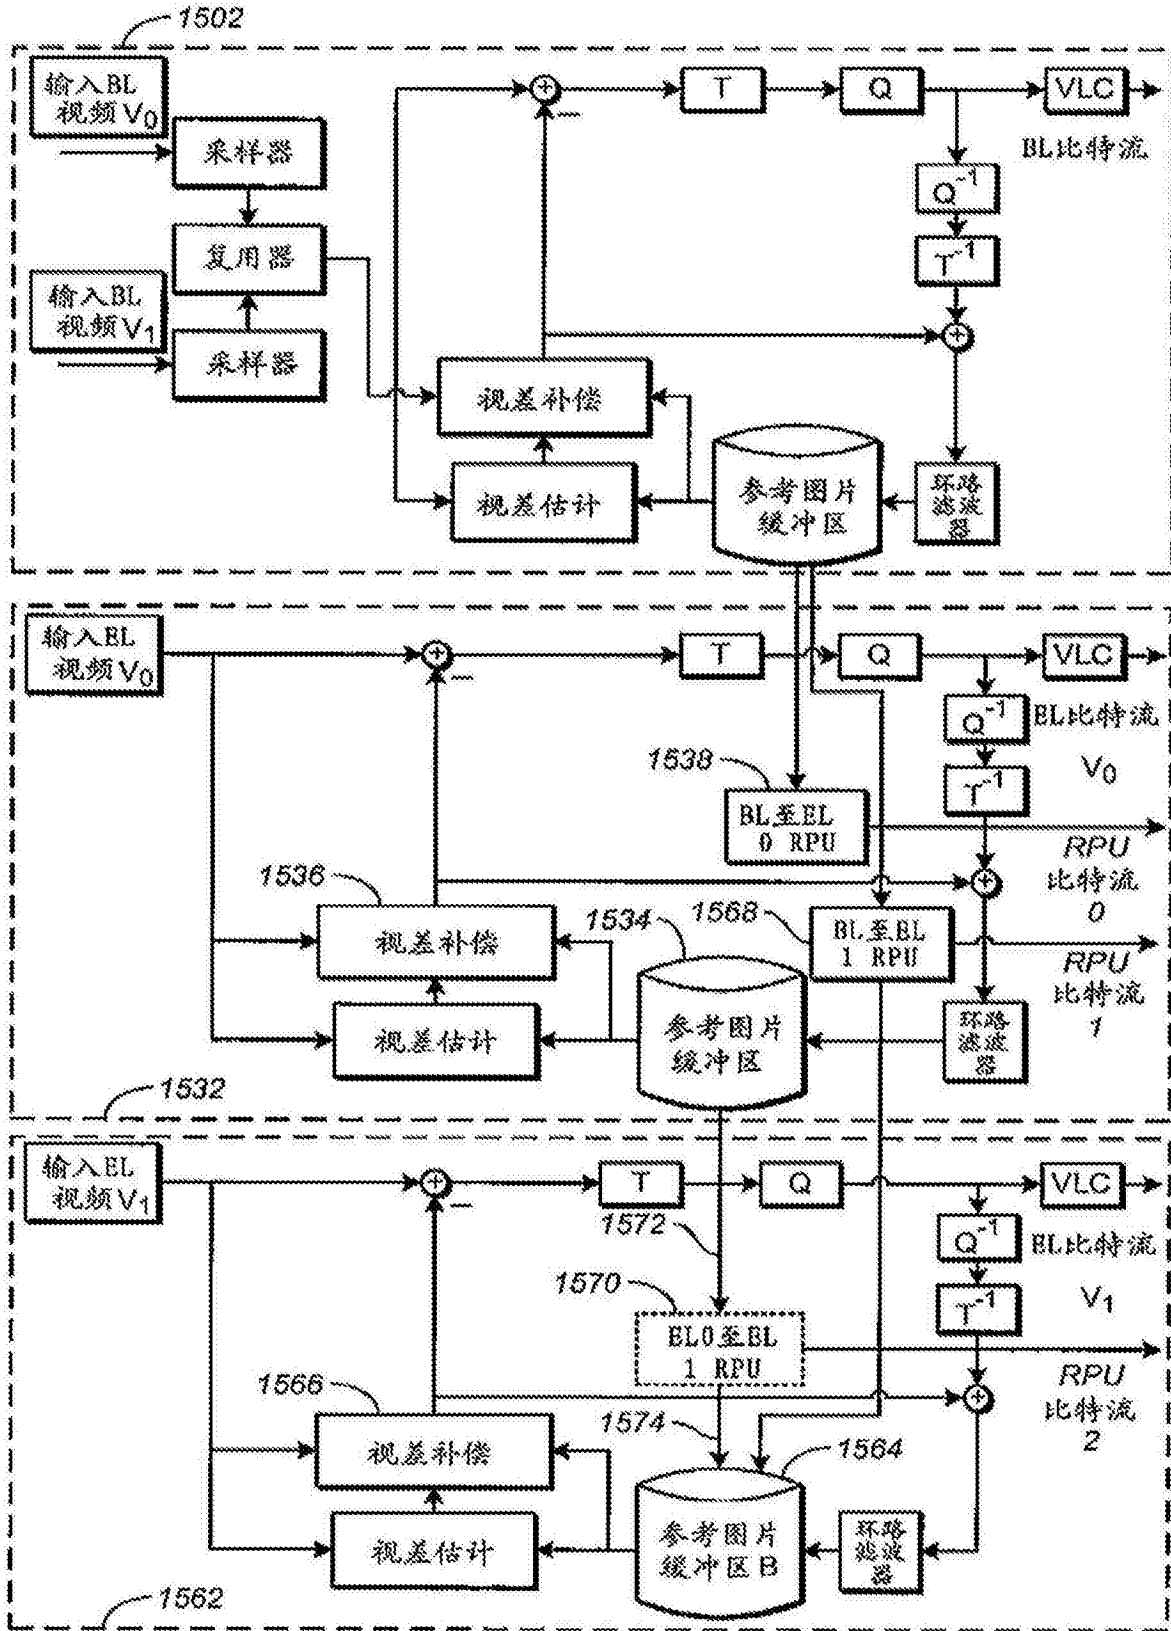 1502
输入BL
视频V₀
采样器
复用器
输入BL
视频V₁
采样器
+
−
T
Q
VLC
BL比特流
Q⁻¹
T⁻¹
+
视差补偿
视差估计
参考图片
缓冲区
环路
滤波
器
输入EL
视频V₀
+
−
T
Q
VLC
Q⁻¹
EL比特流
V₀
T⁻¹
1538
BL至EL
0 RPU
RPU
比特流
0
+
1536
视差补偿
1534
1568
BL至EL
1 RPU
RPU
比特流
1
视差估计
参考图片
缓冲区
环路
滤波
器
1532
输入EL
视频V₁
+
−
T
Q
VLC
1572
Q⁻¹
EL比特流
V₁
T⁻¹
1570
EL0至BL
1 RPU
RPU
比特流
2
+
1566
视差补偿
1574
1564
视差估计
参考图片
缓冲区B
环路
滤波
器
1562